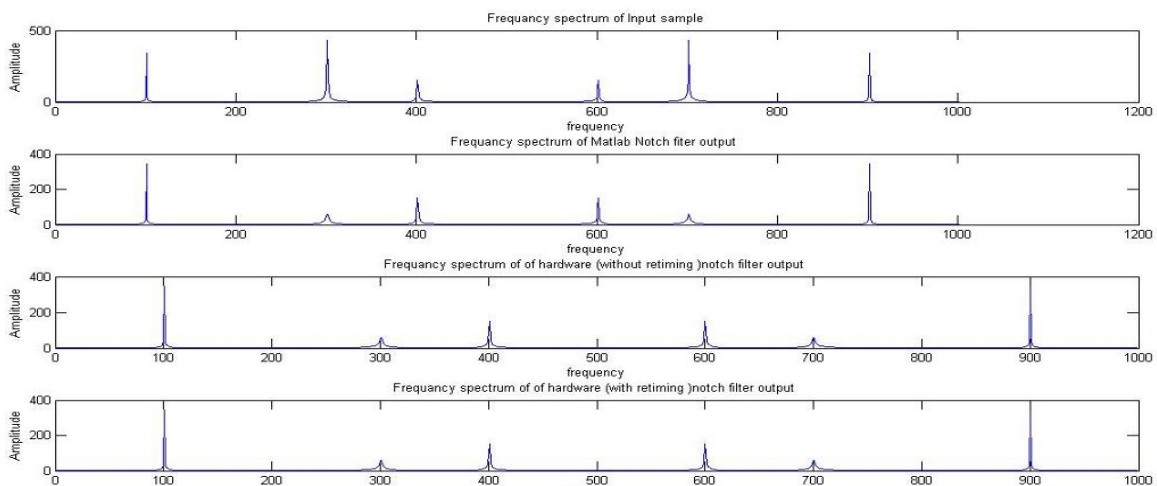 Frequancy spectrum of Input sample
500
0
Amplitude
0 200 400 600 800 1000 1200
frequency
Frequancy spectrum of Matlab Notch fiter output
400
200
0
Amplitude
0 200 400 600 800 1000 1200
frequency
Frequancy spectrum of of hardware (without retiming )notch filter output
400
200
0
Amplitude
0 100 200 300 400 500 600 700 800 900 1000
frequency
Frequancy spectrum of of hardware (with retiming )notch filter output
400
200
0
Amplitude
0 100 200 300 400 500 600 700 800 900 1000